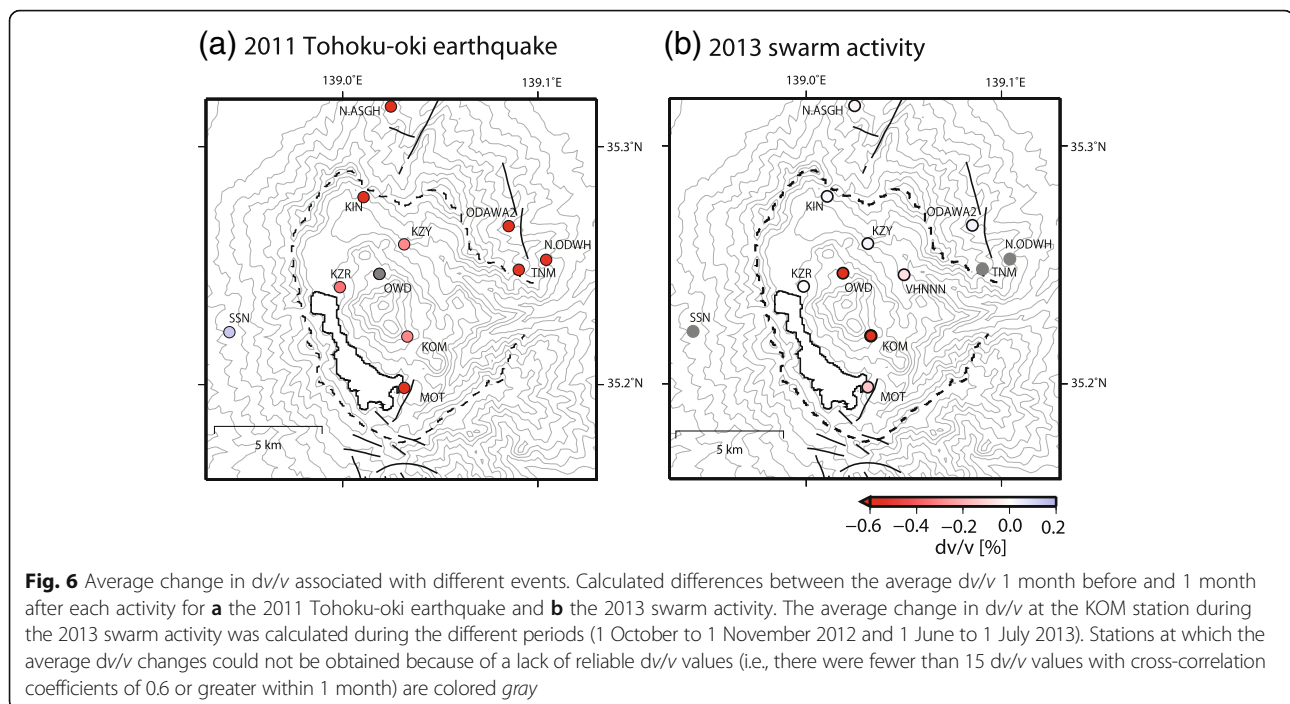 (a) 2011 Tohoku-oki earthquake
139.0˚E
139.1˚E
N.ASGH
35.3˚N
KIN
ODAWA2
KZY
N.ODWH
TNM
KZR
OWD
SSN
KOM
35.2˚N
MOT
5 km
(b) 2013 swarm activity
139.0˚E
139.1˚E
N.ASGH
35.3˚N
KIN
ODAWA2
KZY
N.ODWH
TNM
KZR
OWD
VHNNN
SSN
KOM
35.2˚N
MOT
5 km
−0.6 −0.4 −0.2 0.0 0.2
dv/v [%]
Fig. 6 Average change in dv/v associated with different events. Calculated differences between the average dv/v 1 month before and 1 month
after each activity for a the 2011 Tohoku-oki earthquake and b the 2013 swarm activity. The average change in dv/v at the KOM station during
the 2013 swarm activity was calculated during the different periods (1 October to 1 November 2012 and 1 June to 1 July 2013). Stations at which the
average dv/v changes could not be obtained because of a lack of reliable dv/v values (i.e., there were fewer than 15 dv/v values with cross-correlation
coefficients of 0.6 or greater within 1 month) are colored gray